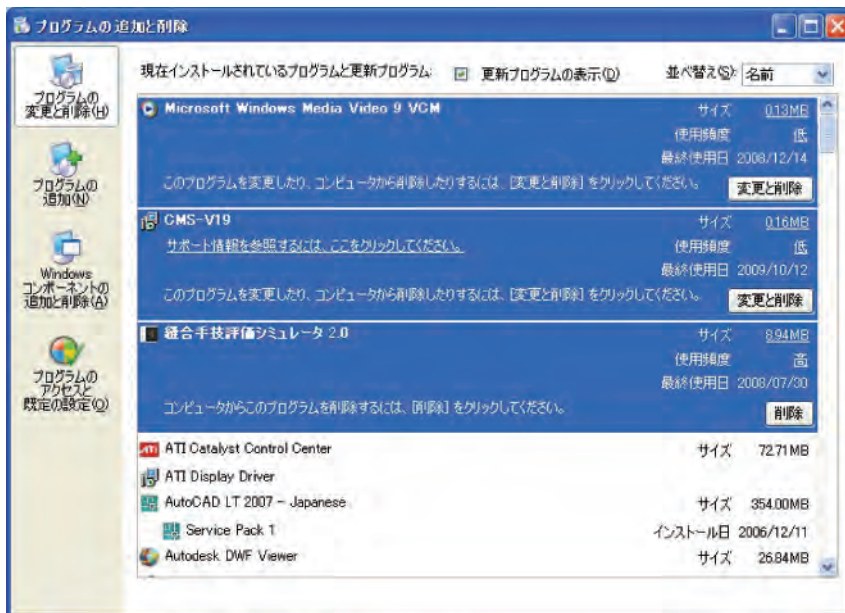 プログラムの追加と削除
プログラムの
変更と削除(H)
プログラムの
追加(N)
Windows
コンポーネントの
追加と削除(A)
プログラムの
アクセスと
既定の設定(O)
現在インストールされているプログラムと更新プログラム: 更新プログラムの表示(D) 並べ替え(S): 名前
Microsoft Windows Media Video 9 VCM サイズ 0.13MB
使用頻度 低
最終使用日 2008/12/14
このプログラムを変更したり、コンピュータから削除したりするには、[変更と削除] をクリックしてください。 変更と削除
CMS-V19 サイズ 0.16MB
サポート情報を参照するには、ここをクリックしてください。 使用頻度 低
最終使用日 2009/10/12
このプログラムを変更したり、コンピュータから削除したりするには、[変更と削除] をクリックしてください。 変更と削除
縫合手技評価シミュレータ 2.0 サイズ 8.94MB
使用頻度 高
最終使用日 2008/07/30
コンピュータからこのプログラムを削除するには、[削除] をクリックしてください。 削除
ATI Catalyst Control Center サイズ 72.71MB
ATI Display Driver
AutoCAD LT 2007 - Japanese サイズ 354.00MB
Service Pack 1 インストール日 2006/12/11
Autodesk DWF Viewer サイズ 26.84MB